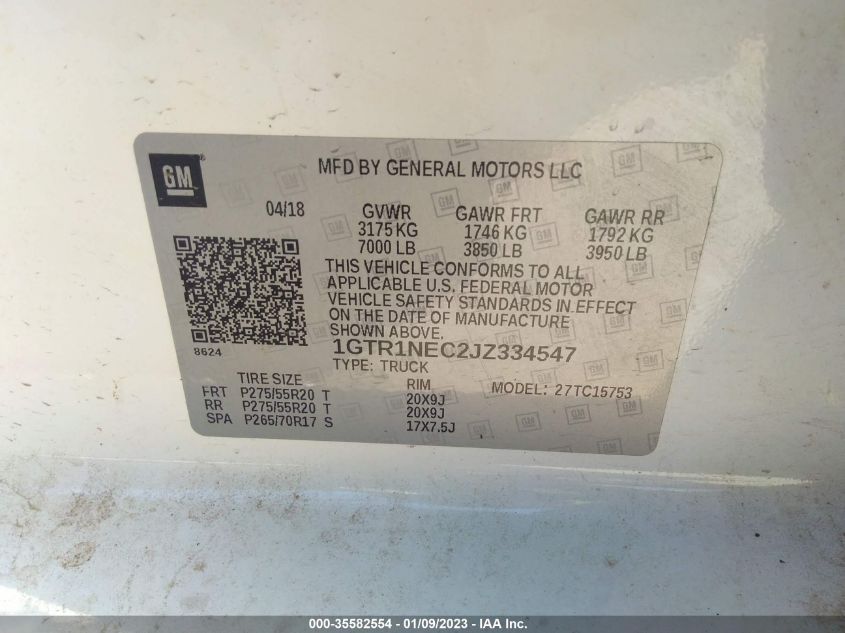 GM
®
MFD BY GENERAL MOTORS LLC
04/18
GVWR
3175 KG
7000 LB
GAWR FRT
1746 KG
3850 LB
GAWR RR
1792 KG
3950 LB
THIS VEHICLE CONFORMS TO ALL
APPLICABLE U.S. FEDERAL MOTOR
VEHICLE SAFETY STANDARDS IN EFFECT
ON THE DATE OF MANUFACTURE
SHOWN ABOVE.
8624
1GTR1NEC2JZ334547
TYPE: TRUCK
TIRE SIZE RIM MODEL: 27TC15753
FRT P275/55R20 T 20X9J
RR P275/55R20 T 20X9J
SPA P265/70R17 S 17X7.5J
000-35582554 - 01/09/2023 - IAA Inc.